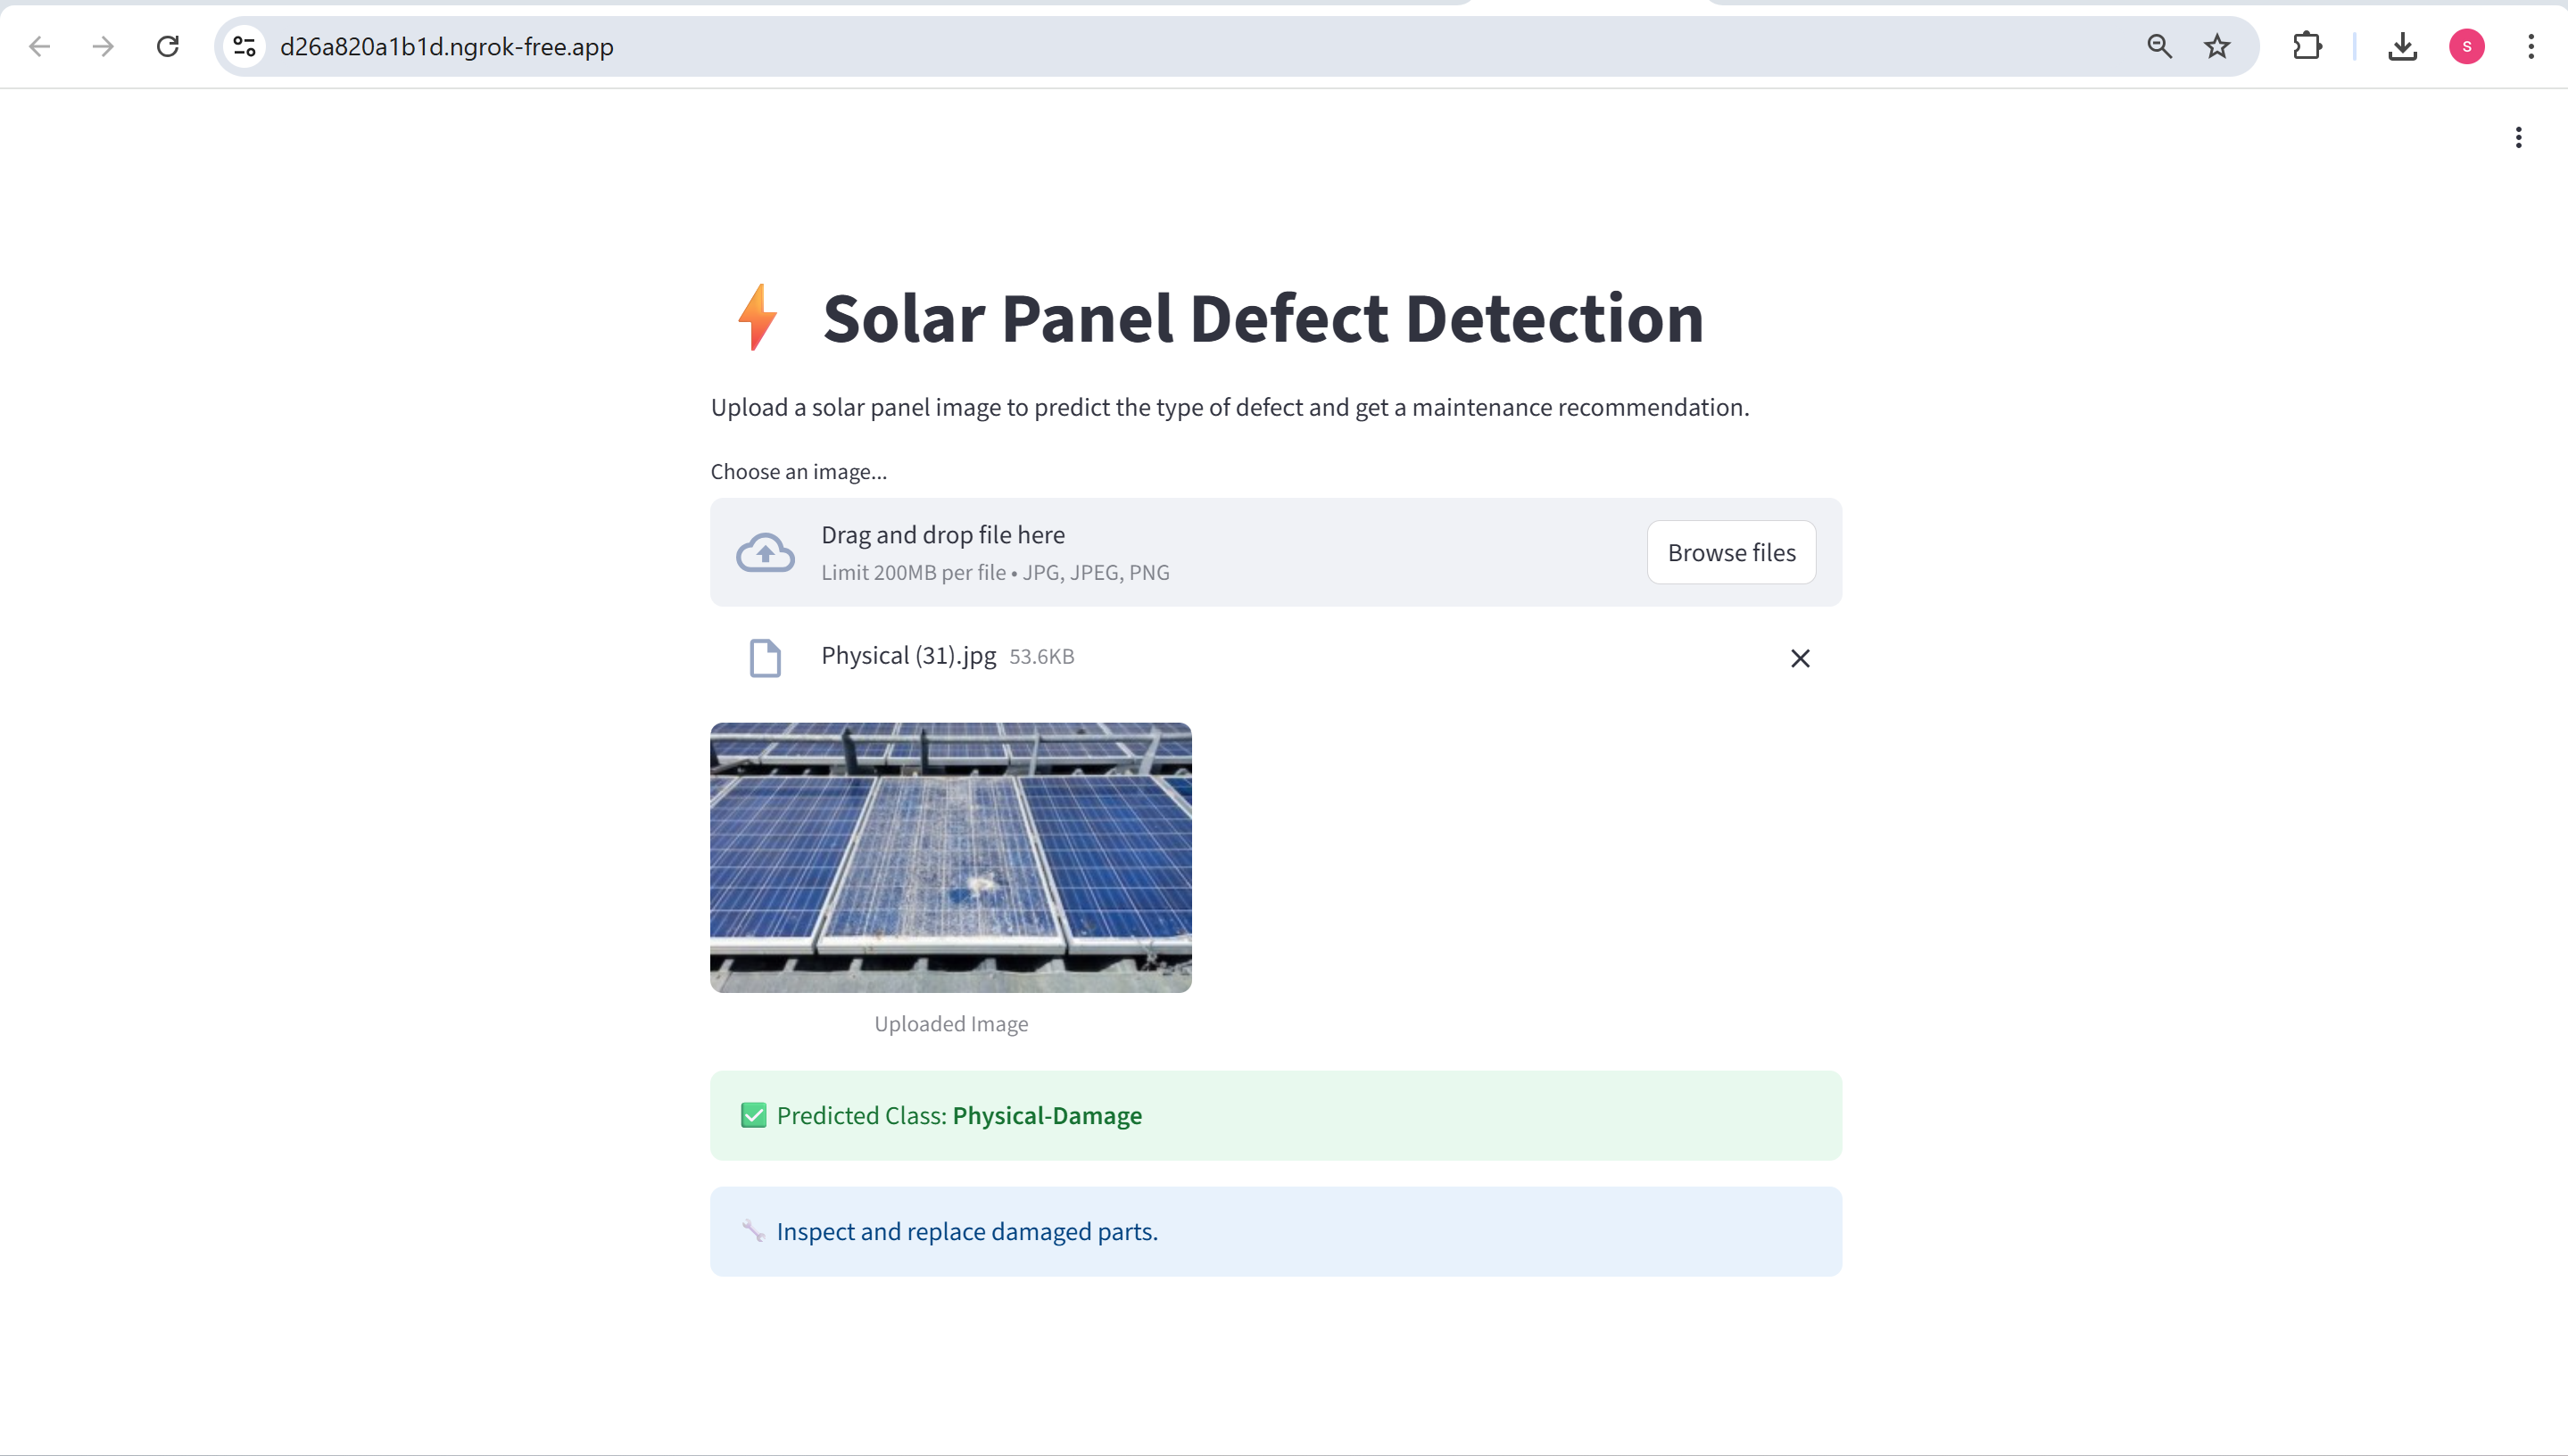 d26a820a1b1d.ngrok-free.app
S
⚡ Solar Panel Defect Detection
Upload a solar panel image to predict the type of defect and get a maintenance recommendation.
Choose an image...
Drag and drop file here
Limit 200MB per file • JPG, JPEG, PNG
Browse files
Physical (31).jpg 53.6KB
Uploaded Image
✅ Predicted Class: Physical-Damage
🔧 Inspect and replace damaged parts.